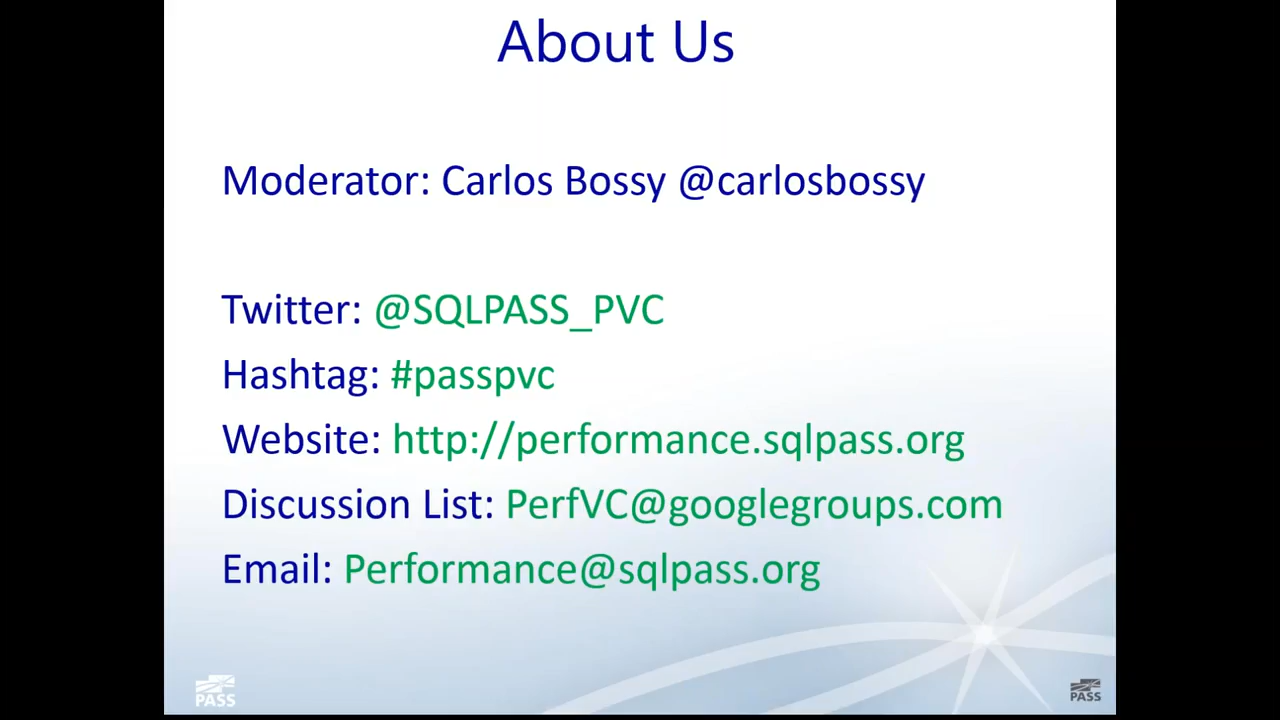 About Us
Moderator: Carlos Bossy @carlosbossy
Twitter: @SQLPASS_PVC
Hashtag: #passpvc
Website: http://performance.sqlpass.org
Discussion List: PerfVC@googlegroups.com
Email: Performance@sqlpass.org
PASS
PASS